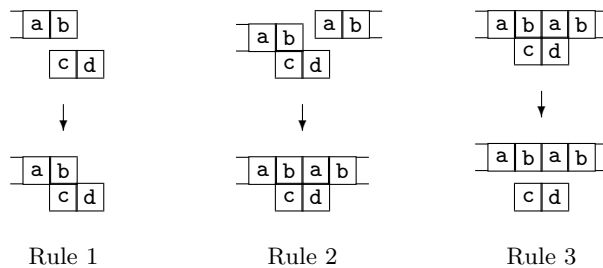 a b a b a b a b
c d a b c d
c d
a b a b a b a b a b
c d c d c d
Rule 1 Rule 2 Rule 3